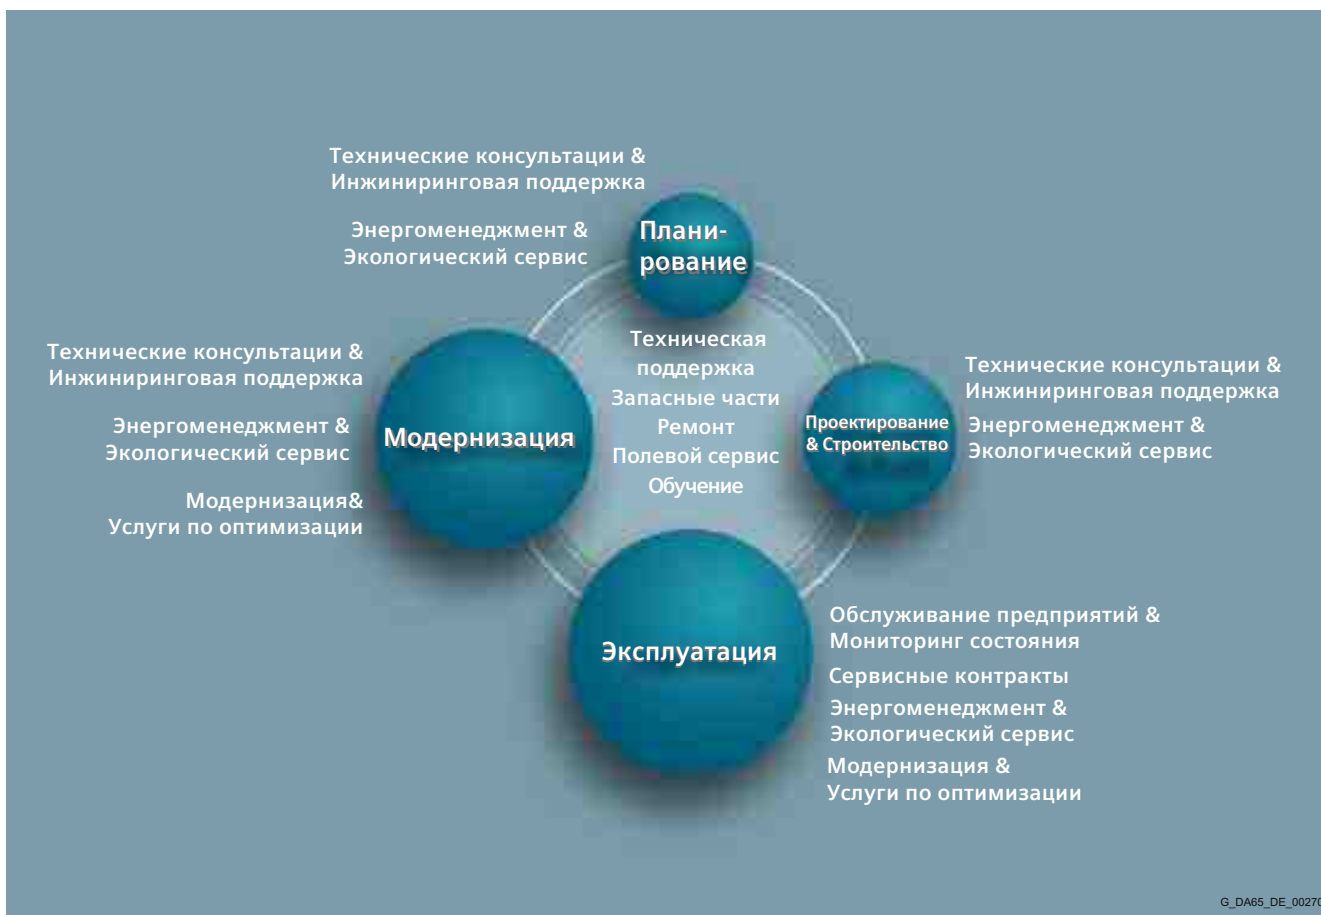 Технические консультации &
Инжиниринговая поддержка
Энергоменеджмент &
Экологический сервис
Плани-
рование
Технические консультации &
Инжиниринговая поддержка
Энергоменеджмент &
Экологический сервис
Модернизация&
Услуги по оптимизации
Модернизация
Техническая
поддержка
Запасные части
Ремонт
Полевой сервис
Обучение
Проектирование
& Строительство
Технические консультации &
Инжиниринговая поддержка
Энергоменеджмент &
Экологический сервис
Эксплуатация
Обслуживание предприятий &
Мониторинг состояния
Сервисные контракты
Энергоменеджмент &
Экологический сервис
Модернизация &
Услуги по оптимизации
G_DA65_DE_00270